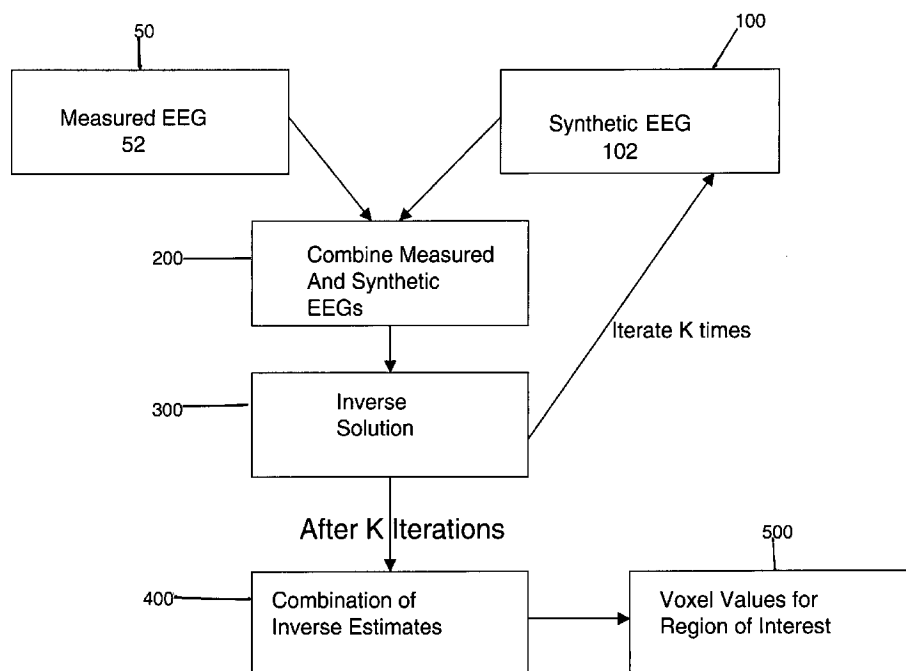 50
100
Measured EEG
52
Synthetic EEG
102
200
Combine Measured
And Synthetic
EEGs
Iterate K times
300
Inverse
Solution
After K Iterations
500
400
Combination of
Inverse Estimates
Voxel Values for
Region of Interest